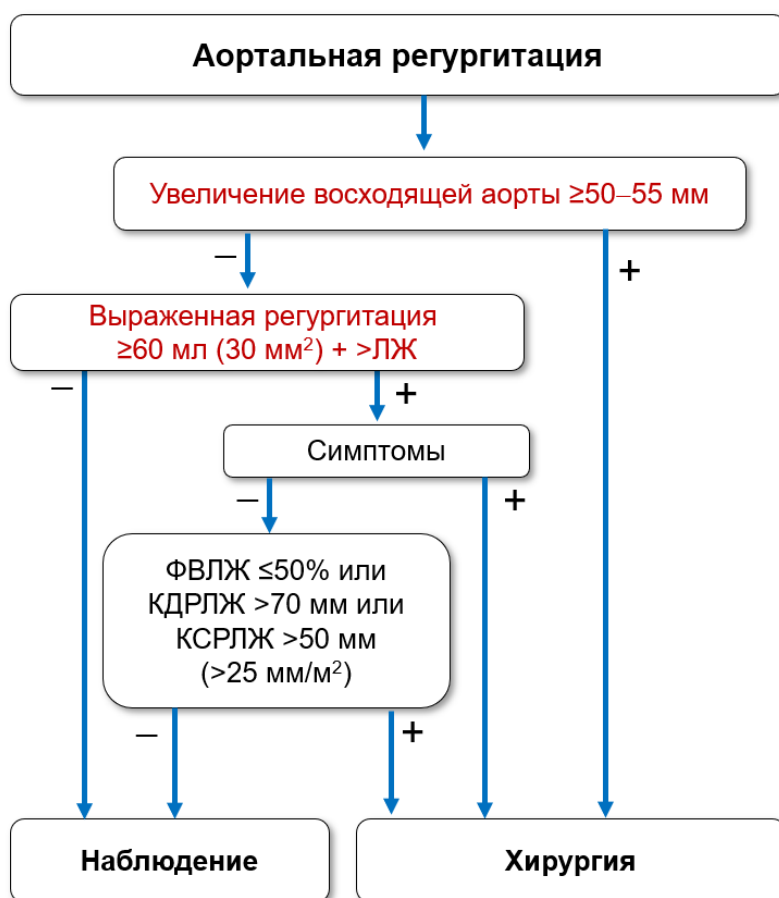 Аортальная регургитация
Увеличение восходящей аорты ≥50–55 мм
–
+
Выраженная регургитация
≥60 мл (30 мм²) + >ЛЖ
–
+
Симптомы
–
+
ФВЛЖ ≤50% или
КДРЛЖ >70 мм или
КСРЛЖ >50 мм
(>25 мм/м²)
–
+
Наблюдение
Хирургия